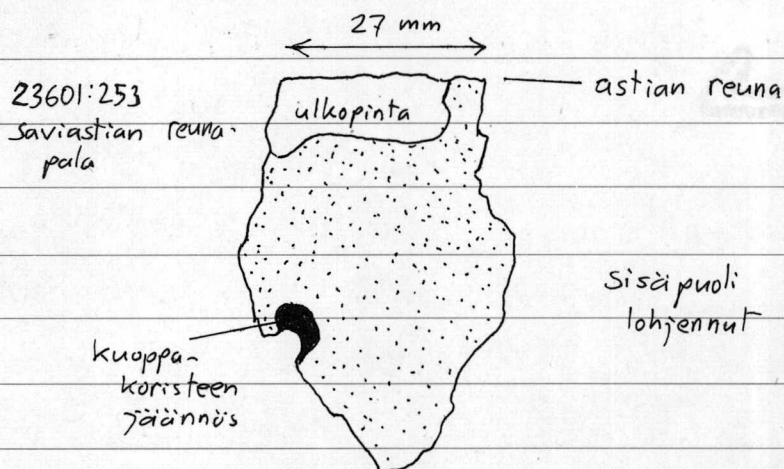 27 mm
astian reuna
23601:253
saviastian reuna-
pala
ulkopinta
Sisäpuoli
lohjennut
kuoppa-
koristeen
jäännös